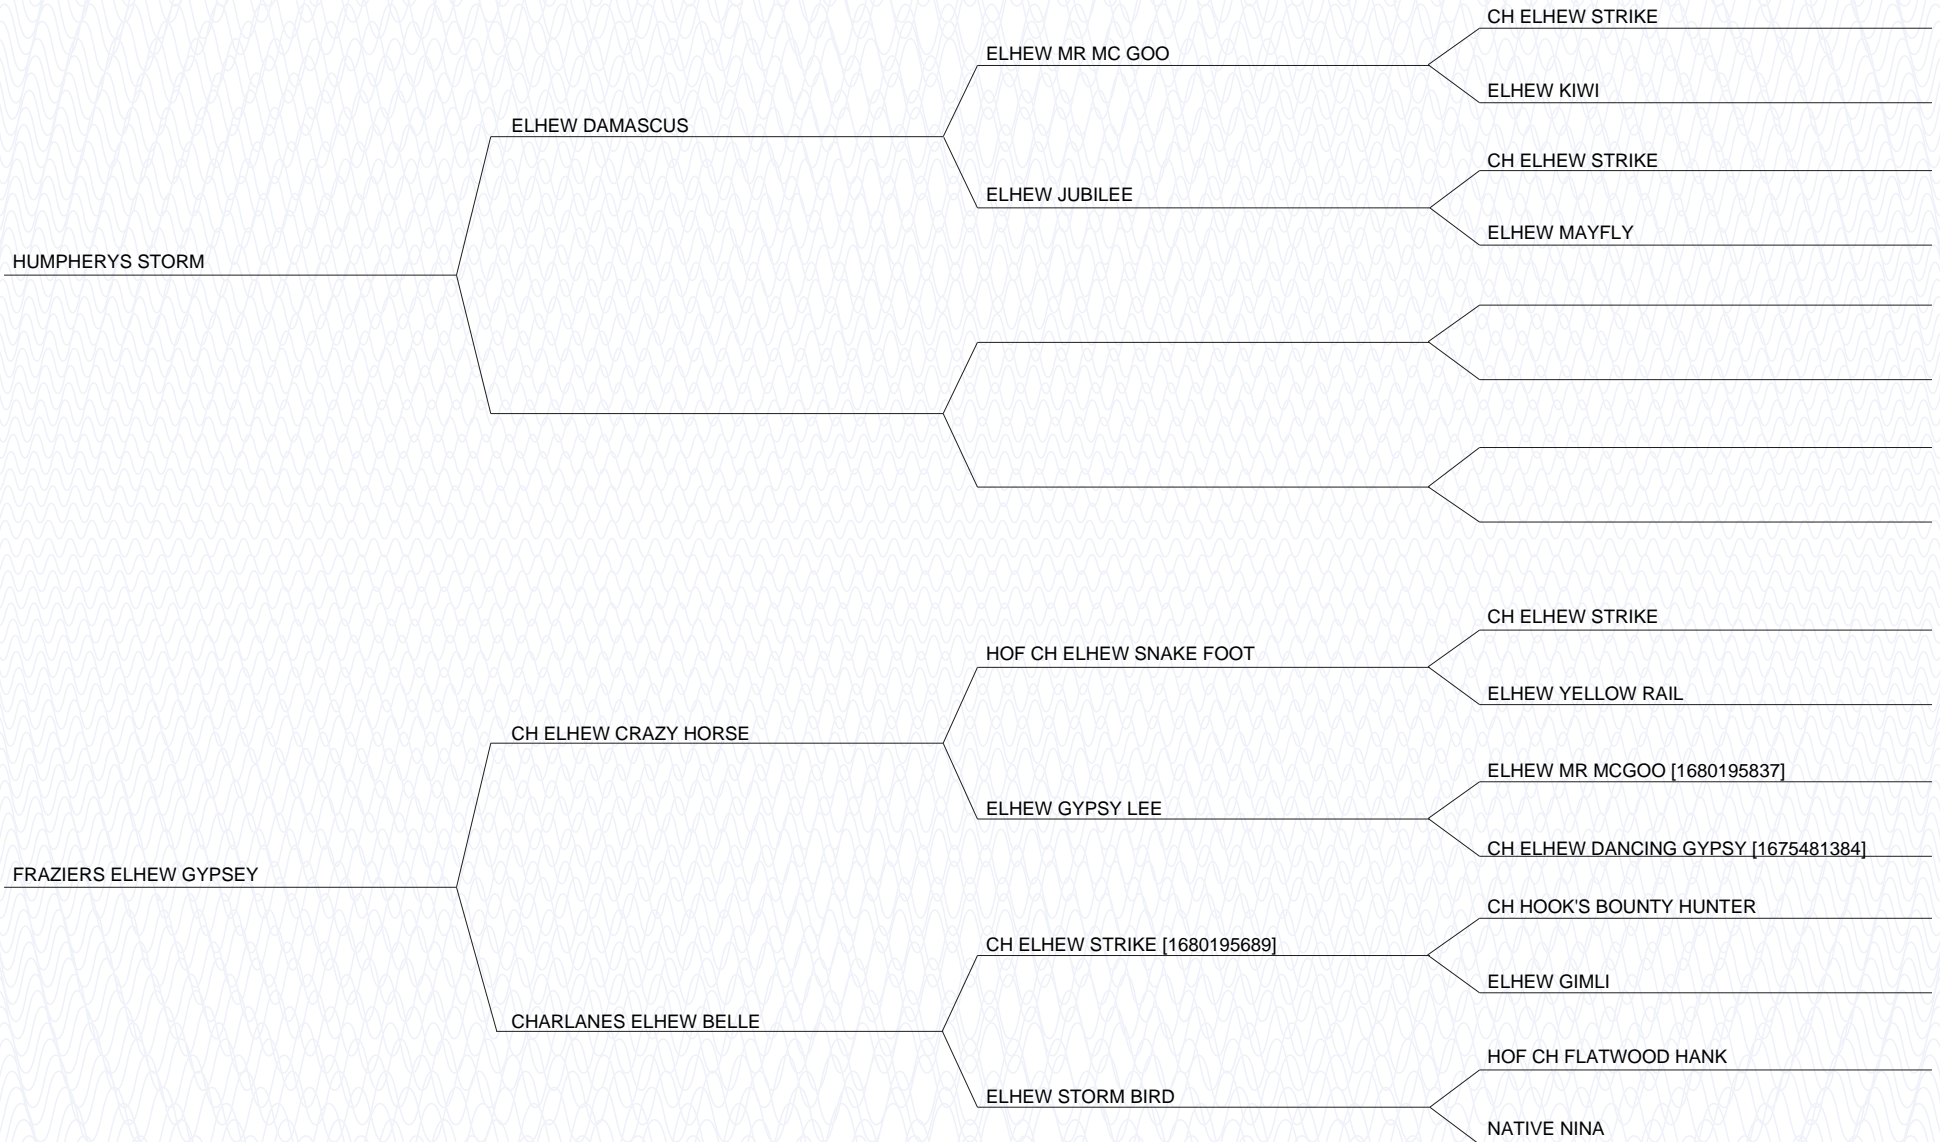 CH ELHEW STRIKE
ELHEW MR MC GOO
ELHEW KIWI
ELHEW DAMASCUS
CH ELHEW STRIKE
ELHEW JUBILEE
ELHEW MAYFLY
HUMPHERYS STORM
CH ELHEW STRIKE
HOF CH ELHEW SNAKE FOOT
ELHEW YELLOW RAIL
CH ELHEW CRAZY HORSE
ELHEW MR MCGOO [1680195837]
ELHEW GYPSY LEE
CH ELHEW DANCING GYPSY [1675481384]
FRAZIERS ELHEW GYPSEY
CH HOOK'S BOUNTY HUNTER
CH ELHEW STRIKE [1680195689]
ELHEW GIMLI
CHARLANES ELHEW BELLE
HOF CH FLATWOOD HANK
ELHEW STORM BIRD
NATIVE NINA